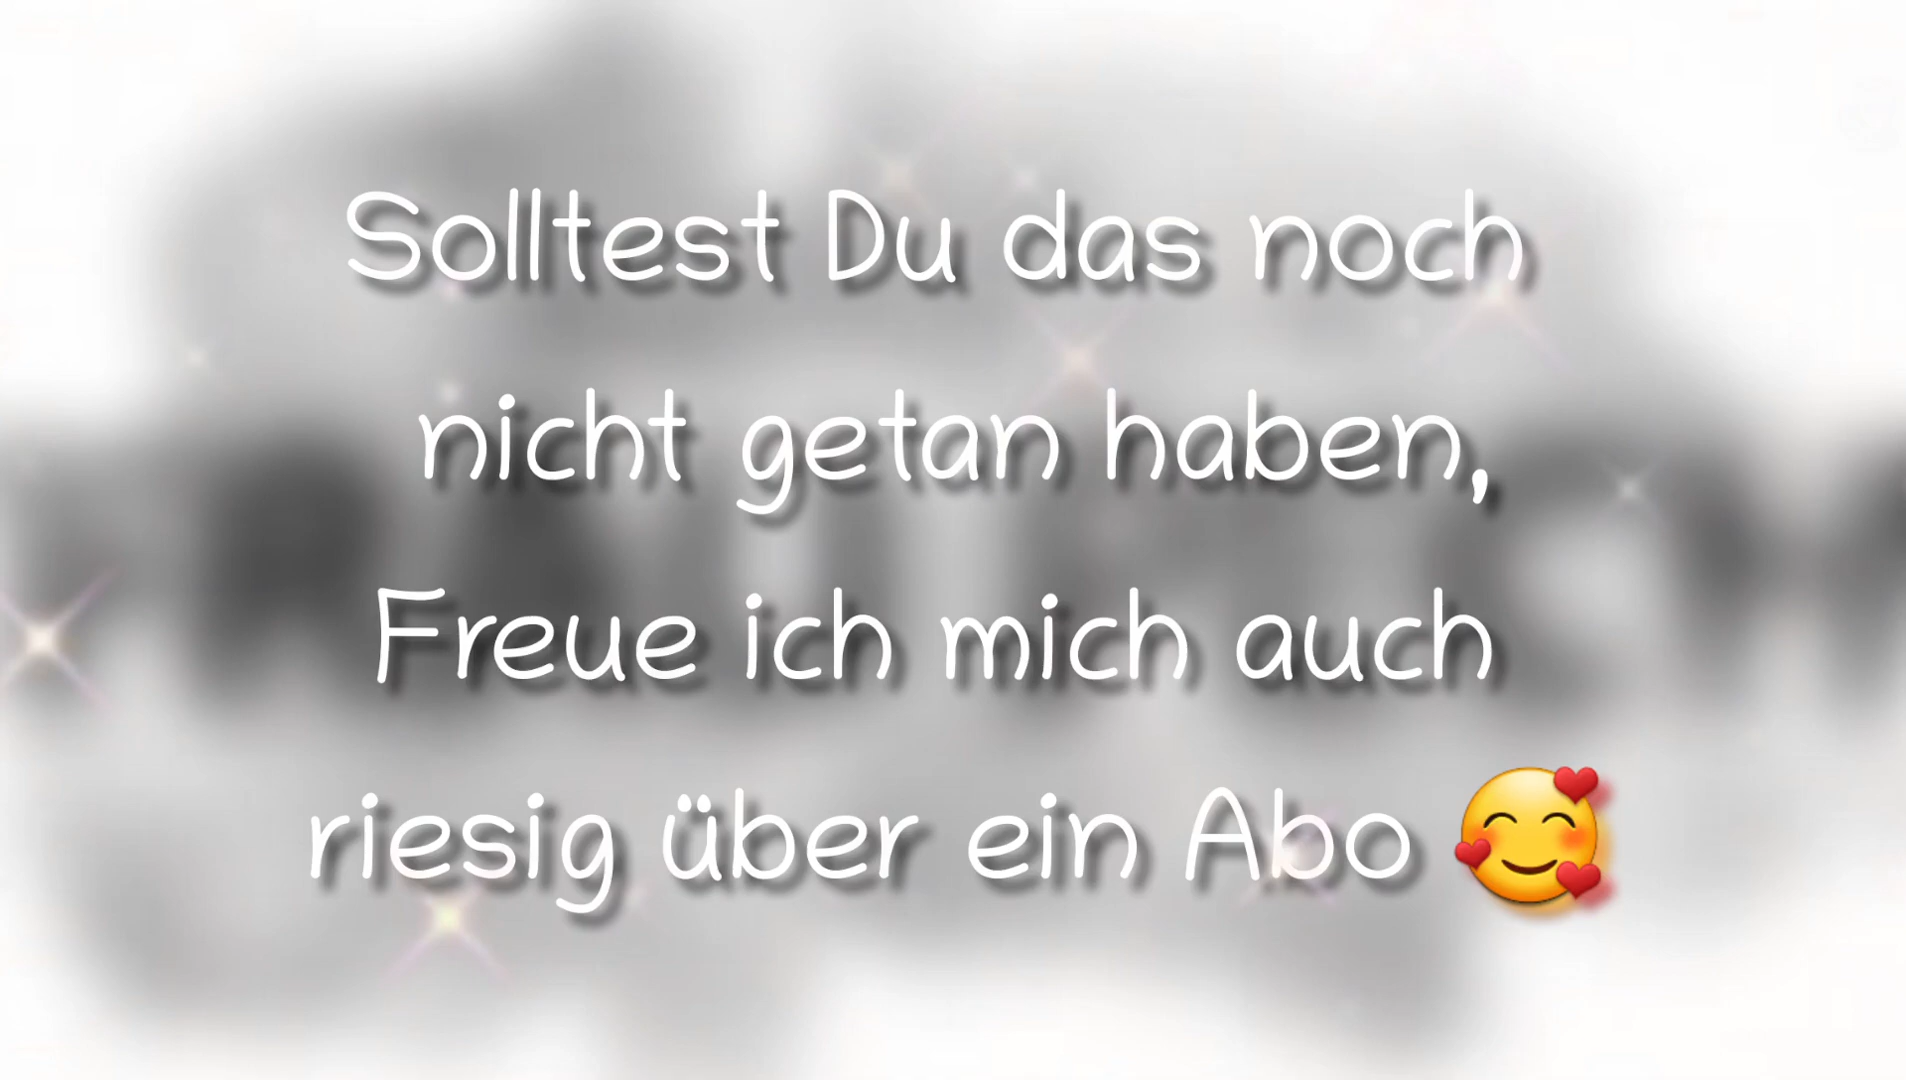 Solltest Du das noch
nicht getan haben,
Freue ich mich auch
riesig über ein Abo 🥰